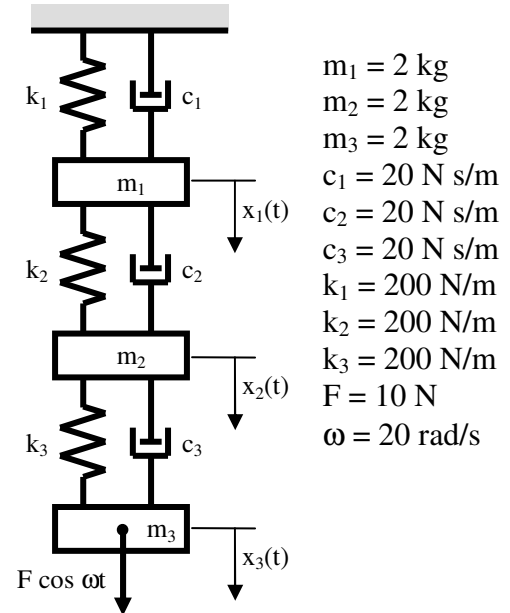 k₁
c₁
m₁
x₁(t)
k₂
c₂
m₂
x₂(t)
k₃
c₃
m₃
x₃(t)
F cos ωt
m₁ = 2 kg
m₂ = 2 kg
m₃ = 2 kg
c₁ = 20 N s/m
c₂ = 20 N s/m
c₃ = 20 N s/m
k₁ = 200 N/m
k₂ = 200 N/m
k₃ = 200 N/m
F = 10 N
ω = 20 rad/s